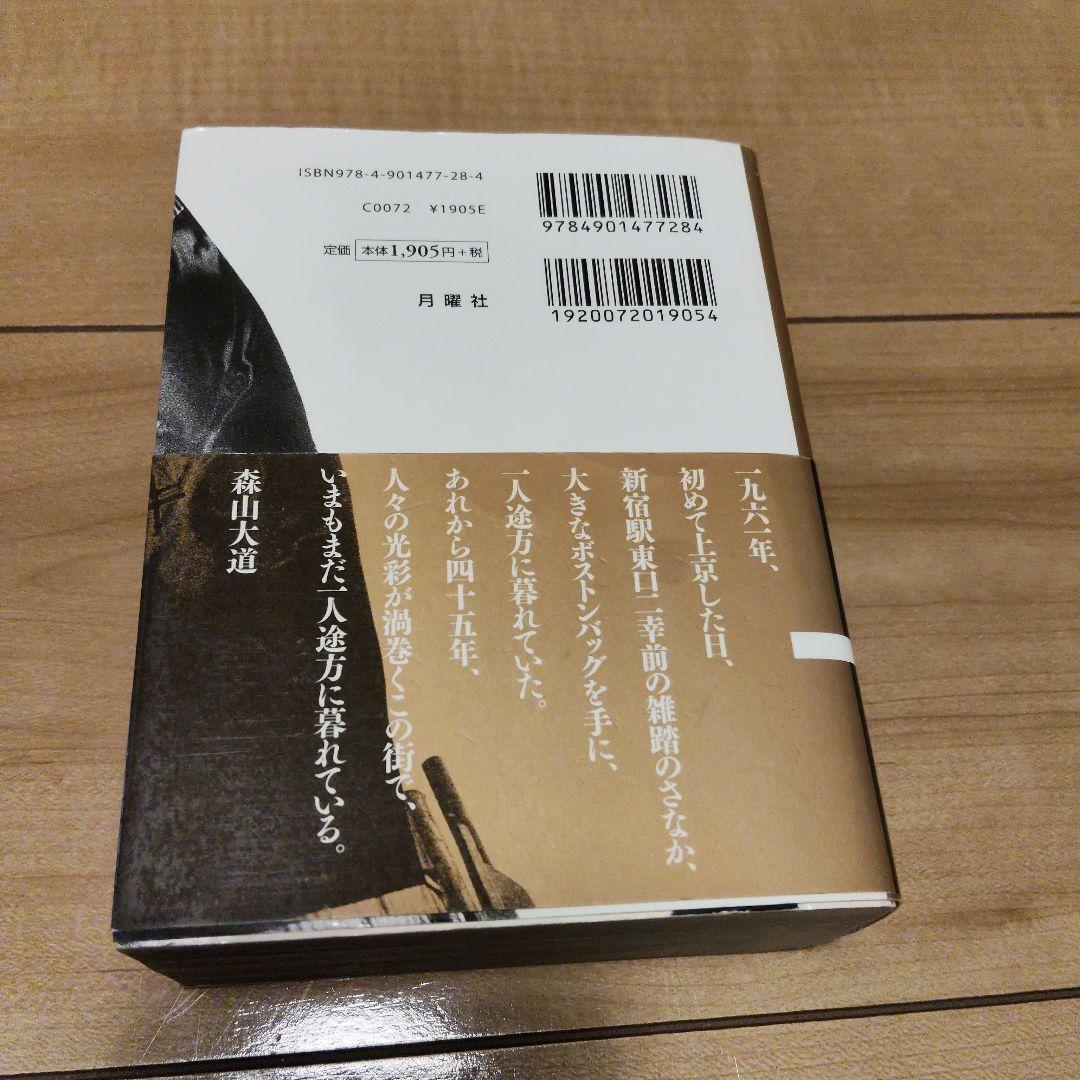 ISBN978-4-901477-28-4
C0072 ¥1905E
定価 本体1,905円+税
月曜社
9784901477284
1920072019054
一九六一年、
初めて上京した日、
新宿駅東口二幸前の雑踏のさなか、
大きなボストンバッグを手に、
一人途方に暮れていた。
あれから四十五年、
人々の光彩が渦巻くこの街で、
いまもまだ一人途方に暮れている。
森山大道